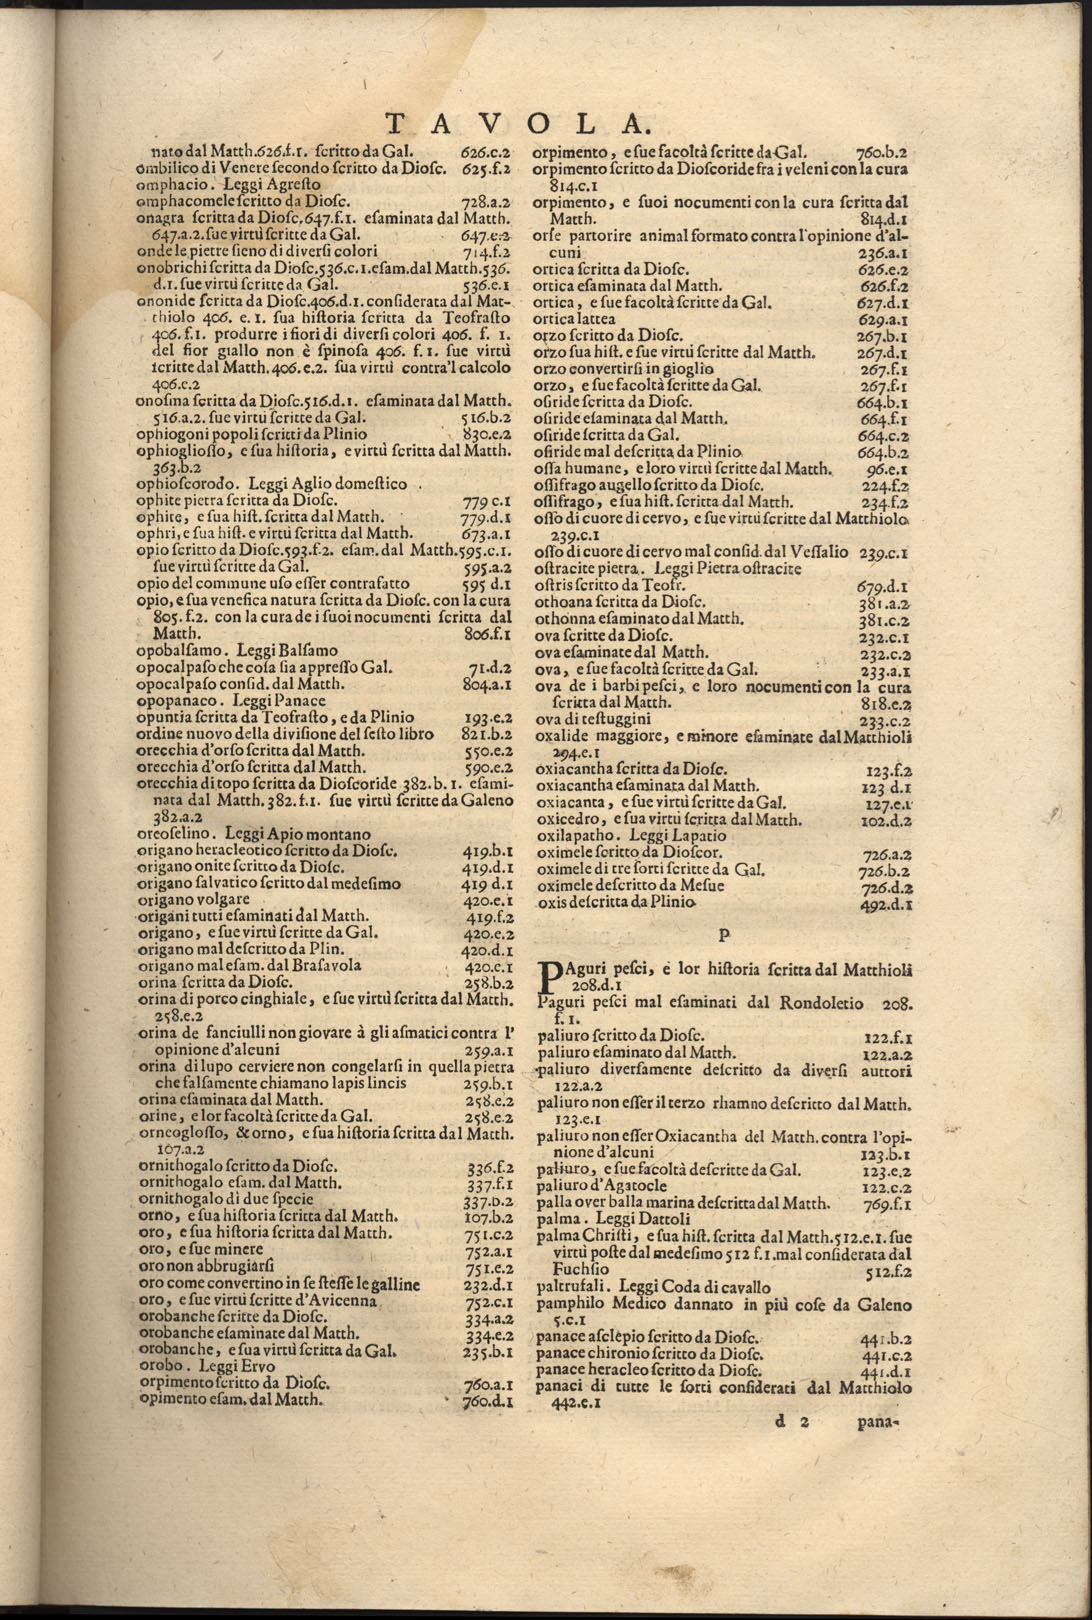 TAVOLA.
nato dal Matth.626.f.1. ſcritto da Gal. 626.c.2
ombilico di Venere secondo ſcritto da Dioſc. 625.f.2
omphacio. Leggi Agreſto
omphacomele ſcritto da Dioſc. 728.a.2
onagra ſcritta da Dioſc.647.f.1. eſaminata dal Matth.
647.a.2.ſue virtù ſcritte da Gal. 647.e.2
onde le pietre ſieno di diverſi colori 714.f.2
onobrichi ſcritta da Dioſc.536.c.1.eſam.dal Matth.536.
d.1. ſue virtù ſcritte da Gal. 536.e.1
ononide ſcritta da Dioſc.406.d.1. conſiderata dal Mat-
thiolo 406. e.1. ſua hiſtoria ſcritta da Teofraſto
406.f.1. produrre i fiori di diverſi colori 406. f. 1.
del fior giallo non è ſpinoſa 406. f.1. ſue virtù
ſcritte dal Matth.406.e.2. ſua virtù contra'l calcolo
406.e.2
onoſma ſcritta da Dioſc.516.d.1. eſaminata dal Matth.
516.a.2. ſue virtù ſcritte da Gal. 516.b.2
ophiogoni popoli ſcritti da Plinio 830.e.2
ophioglioſſo, e ſua hiſtoria, e virtù ſcritta dal Matth.
363.b.2
ophioſcorodo. Leggi Aglio domeſtico .
ophite pietra ſcritta da Dioſc. 779 c.1
ophite, e ſua hiſt. ſcritta dal Matth. 779.d.1
ophri, e ſua hiſt. e virtù ſcritta dal Matth. 673.a.1
opio ſcritto da Dioſc.593.f.2. eſam. dal Matth.595.c.1.
ſue virtù ſcritte da Gal. 595.a.2
opio del commune uſo eſſer contrafatto 595 d.1
opio, e ſua venefica natura ſcritta da Dioſc. con la cura
805. f.2. con la cura de i ſuoi nocumenti ſcritta dal
Matth. 806.f.1
opobalſamo. Leggi Balſamo
opocalpaſo che coſa ſia appreſſo Gal. 71.d.2
opocalpaſo conſid. dal Matth. 804.a.1
opopanaco. Leggi Panace
opuntia ſcritta da Teofraſto, e da Plinio 193.e.2
ordine nuovo della diviſione del ſeſto libro 821.b.2
orecchia d'orſo ſcritta dal Matth. 550.e.2
orecchia d'orſo ſcritta dal Matth. 590.e.2
orecchia di topo ſcritta da Dioſcoride 382. b. 1. eſami-
nata dal Matth. 382.f.1. ſue virtù ſcritte da Galeno
382.a.2
oreoſelino. Leggi Apio montano
origano heracleotico ſcritto da Dioſc. 419.b.1
origano onite ſcritto da Dioſc. 419.d.1
origano ſalvatico ſcritto dal medeſimo 419 d.1
origano volgare 420.e.1
origani tutti eſaminati dal Matth. 419.f.2
origano, e ſue virtù ſcritte da Gal. 420.e.2
origano mal deſcritto da Plin. 420.d.1
origano mal eſam. dal Braſavola 420.e.1
orina ſcritta da Dioſc. 258.b.2
orina di porco cinghiale, e ſue virtù ſcritta dal Matth.
258.e.2
orina de fanciulli non giovare à gli aſmatici contra l'
opinione d'alcuni 259.a.1
orina di lupo cerviere non congelarſi in quella pietra
che falſamente chiamano lapis lincis 259.b.1
orina eſaminata dal Matth. 258.e.2
orine, e lor facoltà ſcritte da Gal. 258.e.2
orneogloſſo, & orno, e ſua hiſtoria ſcritta dal Matth.
107.a.2
ornithogalo ſcritto da Dioſc. 336.f.2
ornithogalo eſam. dal Matth. 337.f.1
ornithogalo di due ſpecie 337.b.2
orno, e ſua hiſtoria ſcritta dal Matth. 107.b.2
oro, e ſua hiſtoria ſcritta dal Matth. 751.c.2
oro, e ſue minere 752.a.1
oro non abbrugiarſi 751.e.2
oro come convertino in ſe ſteſſe le galline 232.d.1
oro, e ſue virtù ſcritte d'Avicenna 752.c.1
orobanche ſcritte da Dioſc. 334.a.2
orobanche eſaminate dal Matth. 334.e.2
orobanche, e ſua virtù ſcritta da Gal. 235.b.1
orobo. Leggi Ervo
orpimento ſcritto da Dioſc. 760.a.1
opimento eſam. dal Matth. 760.d.1
orpimento, e ſue facoltà ſcritte da Gal. 760.b.2
orpimento ſcritto da Dioſcoride fra i veleni con la cura
814.c.1
orpimento, e ſuoi nocumenti con la cura ſcritta dal
Matth. 814.d.1
orſe partorire animal formato contra l'opinione d'al-
cuni 236.a.1
ortica ſcritta da Dioſc. 626.e.2
ortica eſaminata dal Matth. 626.f.2
ortica, e ſue facoltà ſcritte da Gal. 627.d.1
ortica lattea 629.a.1
orzo ſcritto da Dioſc. 267.b.1
orzo ſua hiſt. e ſue virtù ſcritte dal Matth. 267.d.1
orzo convertirſi in gioglio 267.f.1
orzo, e ſue facoltà ſcritte da Gal. 267.f.1
oſiride ſcritta da Dioſc. 664.b.1
oſiride eſaminata dal Matth. 664.f.1
oſiride ſcritta da Gal. 664.c.2
oſiride mal deſcritta da Plinio 664.b.2
oſſa humane, e loro virtù ſcritte dal Matth. 96.e.1
oſſifrago augello ſcritto da Dioſc. 224.f.2
oſſifrago, e ſua hiſt. ſcritta dal Matth. 234.f.2
oſſo di cuore di cervo, e ſue virtù ſcritte dal Matthiolo
239.c.1
oſſo di cuore di cervo mal conſid. dal Veſſalio 239.c.1
oſtracite pietra. Leggi Pietra oſtracite
oſtris ſcritto da Teofr. 679.d.1
othoana ſcritta da Dioſc. 381.a.2
othonna eſaminato dal Matth. 381.c.2
ova ſcritte da Dioſc. 232.c.1
ova eſaminate dal Matth. 232.c.2
ova, e ſue facoltà ſcritte da Gal. 233.a.1
ova de i barbi peſci, e loro nocumenti con la cura
ſcritta dal Matth. 818.e.2
ova di teſtuggini 233.c.2
oxalide maggiore, e minore eſaminate dal Matthioli
294.e.1
oxiacantha ſcritta da Dioſc. 123.f.2
oxiacantha eſaminata dal Matth. 123 d.1
oxiacanta, e ſue virtù ſcritte da Gal. 127.e.1
oxicedro, e ſua virtù ſcritta dal Matth. 102.d.2
oxilapatho. Leggi Lapatio
oximele ſcritto da Dioſcor. 726.a.2
oximele di tre ſorti ſcritte da Gal. 726.b.2
oximele deſcritto da Meſue 726.d.2
oxis deſcritta da Plinio 492.d.1
P
PAguri peſci, e lor hiſtoria ſcritta dal Matthioli
208.d.1
Paguri peſci mal eſaminati dal Rondoletio 208.
f. 1.
paliuro ſcritto da Dioſc. 122.f.1
paliuro eſaminato dal Matth. 122.a.2
paliuro diverſamente deſcritto da diverſi auttori
122.a.2
paliuro non eſſer il terzo rhamno deſcritto dal Matth.
123.e.1
paliuro non eſſer Oxiacantha del Matth. contra l'opi-
nione d'alcuni 123.b.1
paliuro, e ſue facoltà deſcritte da Gal. 123.e.2
paliuro d'Agatocle 122.c.2
palla over balla marina deſcritta dal Matth. 769.f.1
palma. Leggi Dattoli
palma Chriſti, e ſua hiſt. ſcritta dal Matth.512.e.1. ſue
virtù poſte dal medeſimo 512 f.1.mal conſiderata dal
Fuchſio 512.f.2
paltrufali. Leggi Coda di cavallo
pamphilo Medico dannato in più coſe da Galeno
5.c.1
panace aſclepio ſcritto da Dioſc. 441.b.2
panace chironio ſcritto da Dioſc. 441.c.2
panace heracleo ſcritto da Dioſc. 441.d.1
panaci di tutte le ſorti conſiderati dal Matthiolo
442.e.1
d 2 pana-